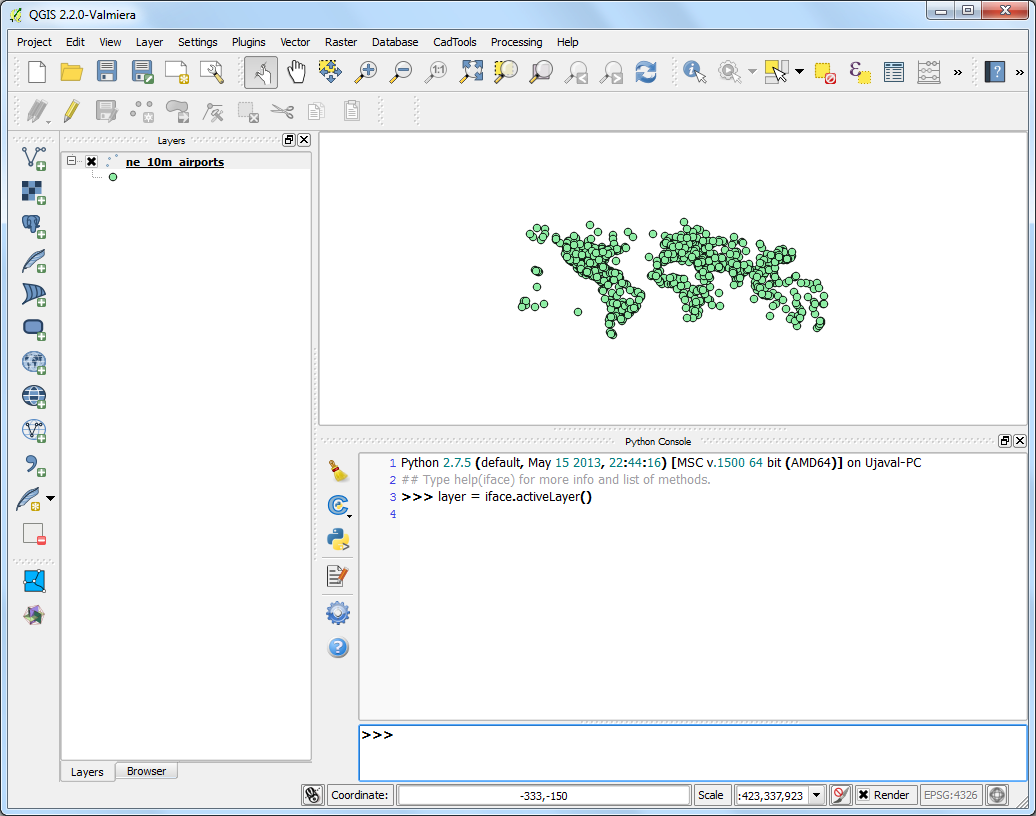 QGIS 2.2.0-Valmiera
Project Edit View Layer Settings Plugins Vector Raster Database CadTools Processing Help
1:1
Layers
ne_10m_airports
Python Console
1 Python 2.7.5 (default, May 15 2013, 22:44:16) [MSC v.1500 64 bit (AMD64)] on Ujaval-PC
2 ## Type help(iface) for more info and list of methods.
3 >>> layer = iface.activeLayer()
4
>>>
Layers Browser
Coordinate: -333,-150 Scale :423,337,923 Render EPSG:4326